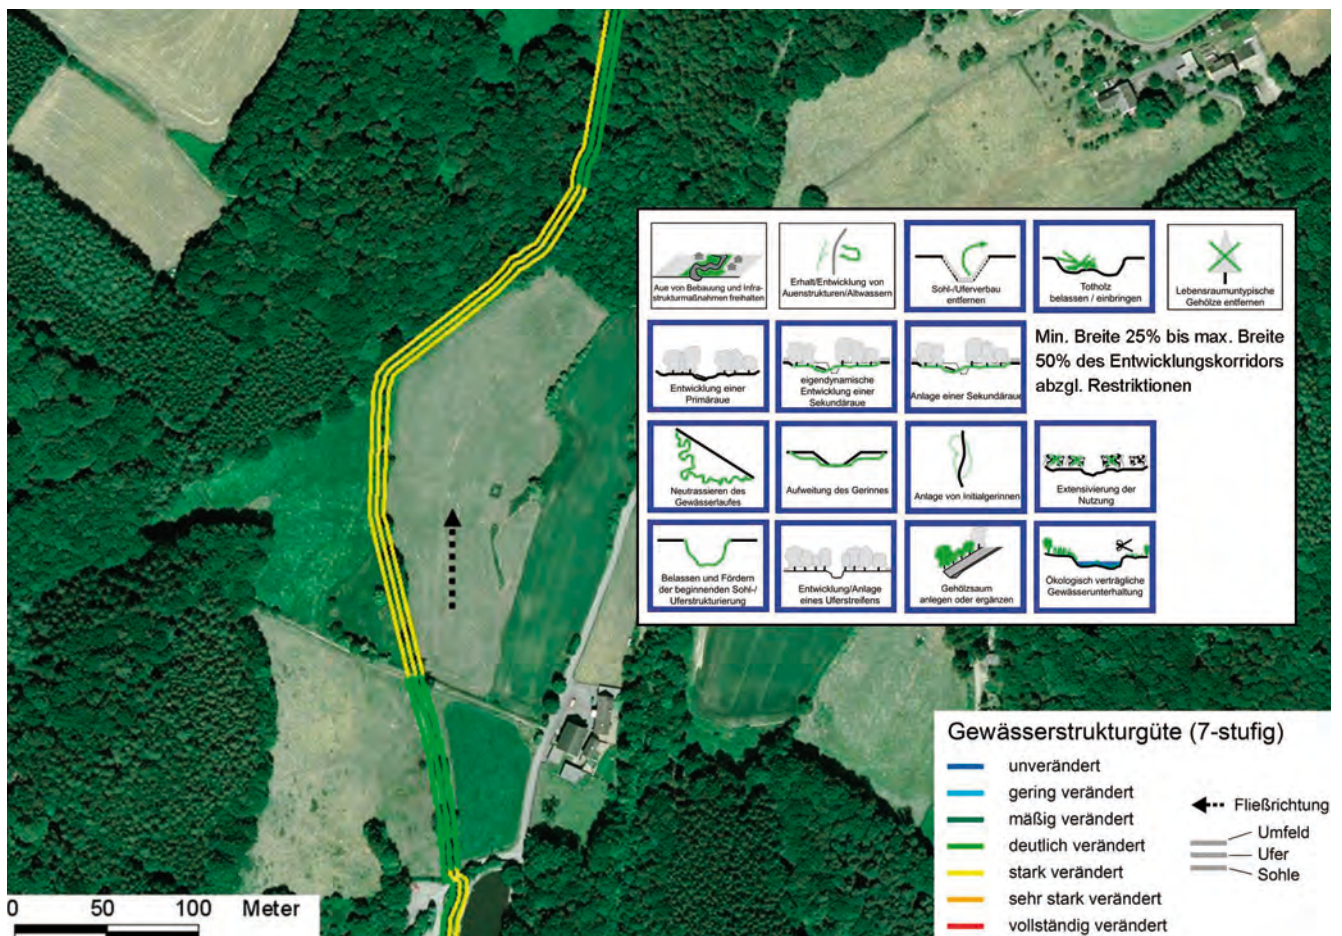 Aue von Bebauung und Infra-
strukturmaßnahmen freihalten
Erhalt/Entwicklung von
Auenstrukturen/Altwassern
Sohl-/Uferverbau
entfernen
Totholz
belassen / einbringen
Lebensraumuntypische
Gehölze entfernen
Entwicklung einer
Primäraue
eigendynamische
Entwicklung einer
Sekundäraue
Anlage einer Sekundäraue
Min. Breite 25% bis max. Breite
50% des Entwicklungskorridors
abzgl. Restriktionen
Neutrassieren des
Gewässerlaufes
Aufweitung des Gerinnes
Anlage von Initialgerinnen
Extensivierung der
Nutzung
Belassen und Fördern
der beginnenden Sohl-/
Uferstrukturierung
Entwicklung/Anlage
eines Uferstreifens
Gehölzsaum
anlegen oder ergänzen
Ökologisch verträgliche
Gewässerunterhaltung
Gewässerstrukturgüte (7-stufig)
unverändert
gering verändert
mäßig verändert
deutlich verändert
stark verändert
sehr stark verändert
vollständig verändert
Fließrichtung
Umfeld
Ufer
Sohle
0 50 100 Meter